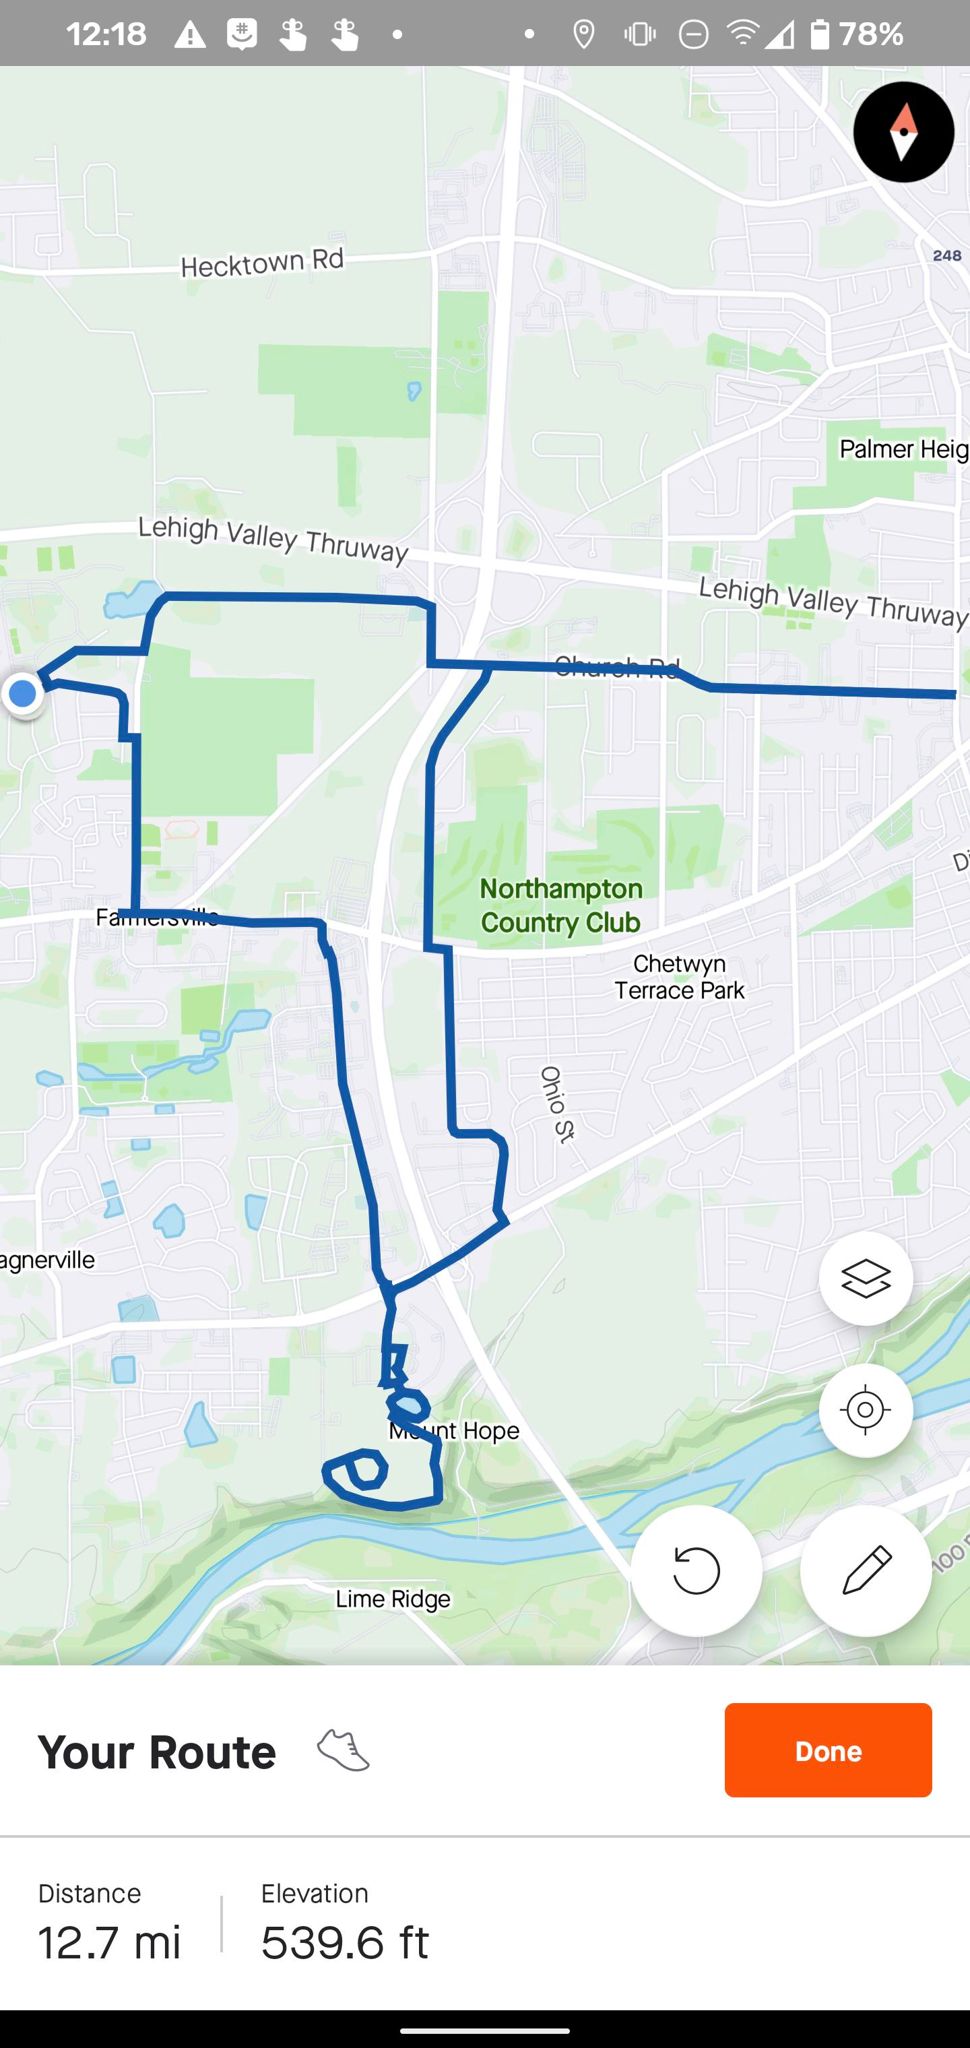 12:18
78%
Hecktown Rd
248
Palmer Heig
Lehigh Valley Thruway
Lehigh Valley Thruway
Church Rd
Northampton
Country Club
Farmersville
Chetwyn
Terrace Park
Ohio St
agnerville
Mount Hope
100
Lime Ridge
Your Route
Done
Distance
Elevation
12.7 mi
539.6 ft